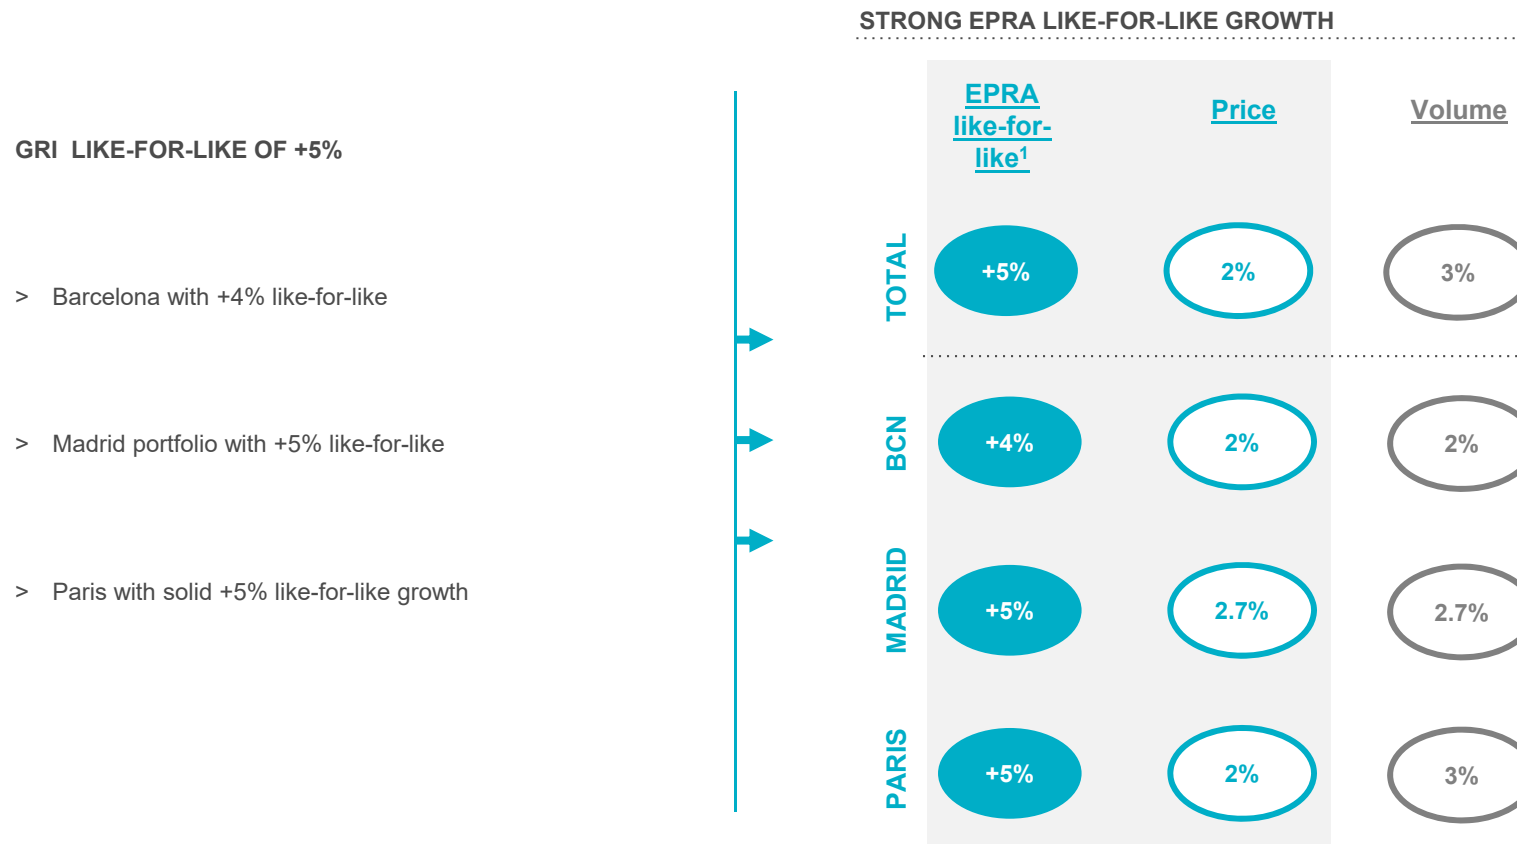 STRONG EPRA LIKE-FOR-LIKE GROWTH
GRI LIKE-FOR-LIKE OF +5%
> Barcelona with +4% like-for-like
> Madrid portfolio with +5% like-for-like
> Paris with solid +5% like-for-like growth
EPRA
like-for-
like¹
Price
Volume
TOTAL
+5%
2%
3%
BCN
+4%
2%
2%
MADRID
+5%
2.7%
2.7%
PARIS
+5%
2%
3%